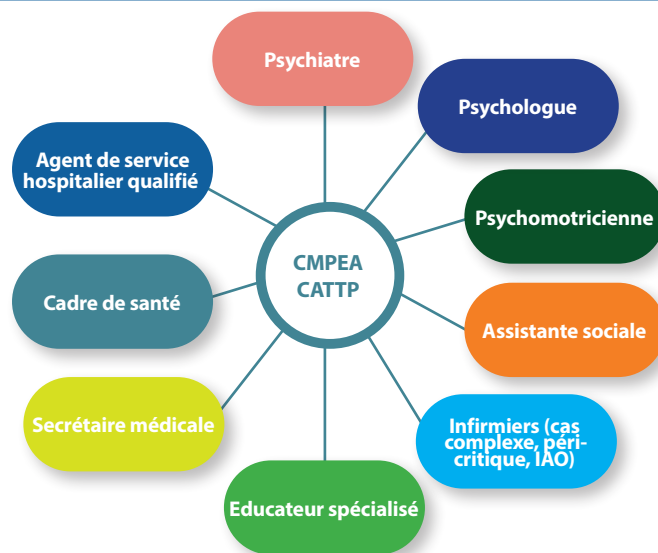 Psychiatre
Psychologue
Agent de service
hospitalier qualifié
Psychomotricienne
CMPEA
CATTP
Cadre de santé
Assistante sociale
Secrétaire médicale
Infirmiers (cas
complexe, péri-
critique, IAO)
Educateur spécialisé